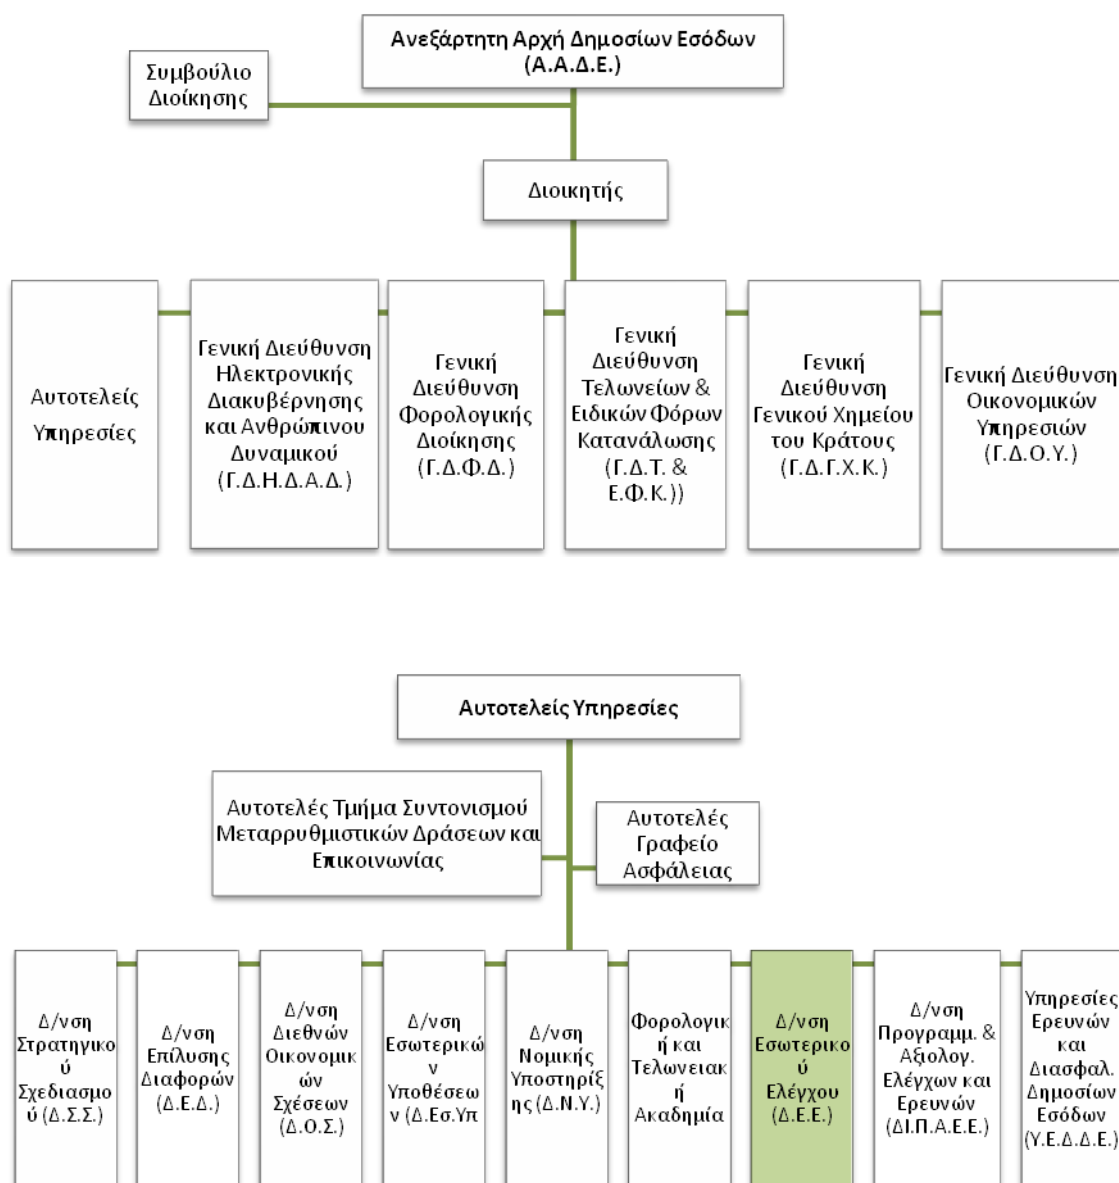 Ανεξάρτητη Αρχή Δημοσίων Εσόδων
(Α.Α.Δ.Ε.)
Συμβούλιο
Διοίκησης
Διοικητής
Αυτοτελείς
Υπηρεσίες
Γενική Διεύθυνση
Ηλεκτρονικής
Διακυβέρνησης
και Ανθρώπινου
Δυναμικού
(Γ.Δ.Η.Δ.Α.Δ.)
Γενική
Διεύθυνση
Φορολογικής
Διοίκησης
(Γ.Δ.Φ.Δ.)
Γενική
Διεύθυνση
Τελωνείων &
Ειδικών Φόρων
Κατανάλωσης
(Γ.Δ.Τ. &
Ε.Φ.Κ.))
Γενική
Διεύθυνση
Γενικού Χημείου
του Κράτους
(Γ.Δ.Γ.Χ.Κ.)
Γενική Διεύθυνση
Οικονομικών
Υπηρεσιών
(Γ.Δ.Ο.Υ.)
Αυτοτελείς Υπηρεσίες
Αυτοτελές Τμήμα Συντονισμού
Μεταρρυθμιστικών Δράσεων και
Επικοινωνίας
Αυτοτελές
Γραφείο
Ασφάλειας
Δ/νση
Στρατηγικο
ύ
Σχεδιασμο
ύ (Δ.Σ.Σ.)
Δ/νση
Επίλυσης
Διαφορών
(Δ.Ε.Δ.)
Δ/νση
Διεθνών
Οικονομικ
ών
Σχέσεων
(Δ.Ο.Σ.)
Δ/νση
Εσωτερικώ
ν
Υποθέσεω
ν (Δ.Εσ.Υπ
Δ/νση
Νομικής
Υποστηρίξ
ης (Δ.Ν.Υ.)
Φορολογικ
ή και
Τελωνειακ
ή
Ακαδημία
Δ/νση
Εσωτερικο
ύ
Ελέγχου
(Δ.Ε.Ε.)
Δ/νση
Προγραμμ. &
Αξιολογ.
Ελέγχων και
Ερευνών
(ΔΙ.Π.Α.Ε.Ε.)
Υπηρεσίες
Ερευνών
και
Διασφαλ.
Δημοσίων
Εσόδων
(Υ.Ε.Δ.Δ.Ε.)